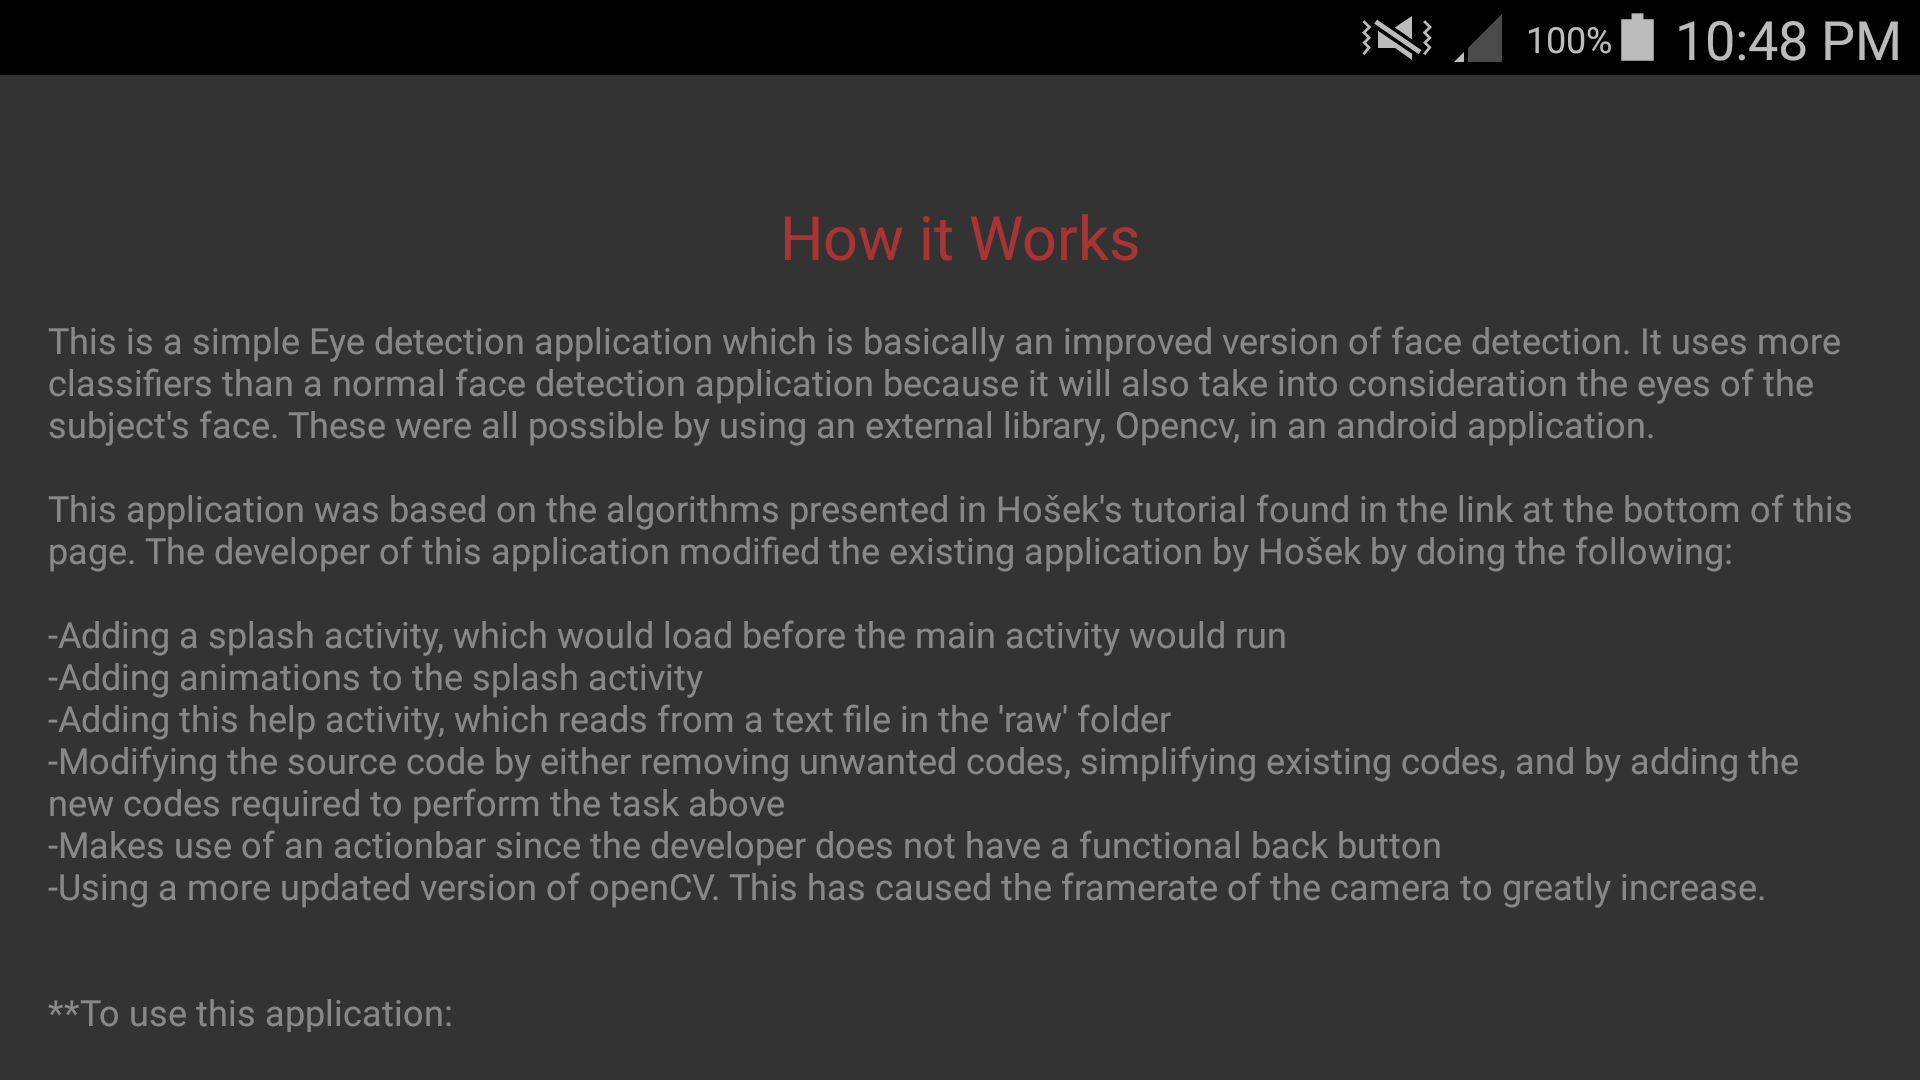 100% 10:48 PM
How it Works
This is a simple Eye detection application which is basically an improved version of face detection. It uses more
classifiers than a normal face detection application because it will also take into consideration the eyes of the
subject's face. These were all possible by using an external library, Opencv, in an android application.
This application was based on the algorithms presented in Hošek's tutorial found in the link at the bottom of this
page. The developer of this application modified the existing application by Hošek by doing the following:
-Adding a splash activity, which would load before the main activity would run
-Adding animations to the splash activity
-Adding this help activity, which reads from a text file in the 'raw' folder
-Modifying the source code by either removing unwanted codes, simplifying existing codes, and by adding the
new codes required to perform the task above
-Makes use of an actionbar since the developer does not have a functional back button
-Using a more updated version of openCV. This has caused the framerate of the camera to greatly increase.
**To use this application: